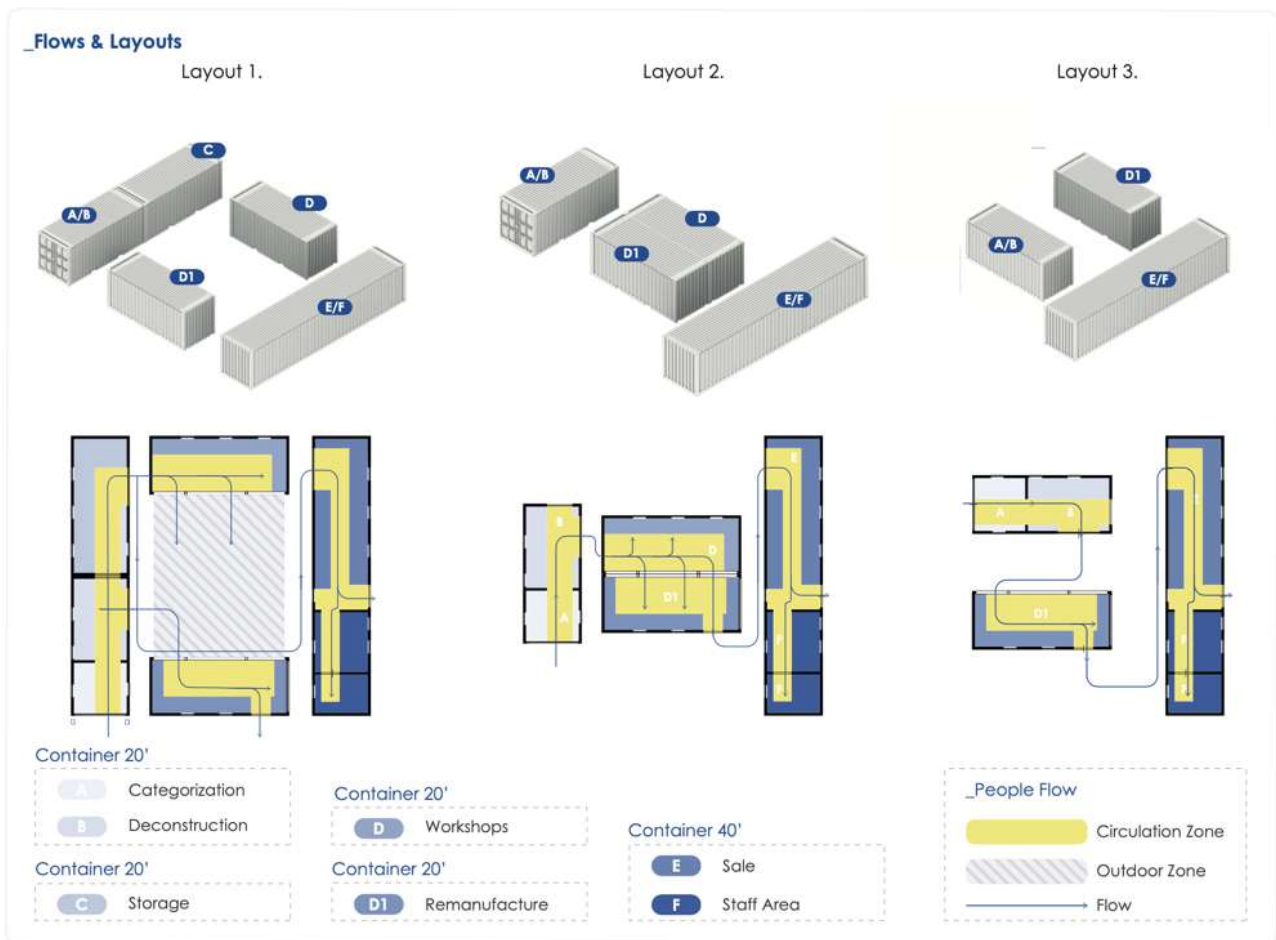 _Flows & Layouts
Layout 1.
Layout 2.
Layout 3.
C
A/B
D
D1
E/F
A/B
D
D1
E/F
D1
A/B
E/F
E
B
D
D1
A
F
F
A
B
E
D1
F
F
Container 20'
A Categorization
B Deconstruction
Container 20'
C Storage
Container 20'
D Workshops
Container 20'
D1 Remanufacture
Container 40'
E Sale
F Staff Area
_People Flow
Circulation Zone
Outdoor Zone
Flow